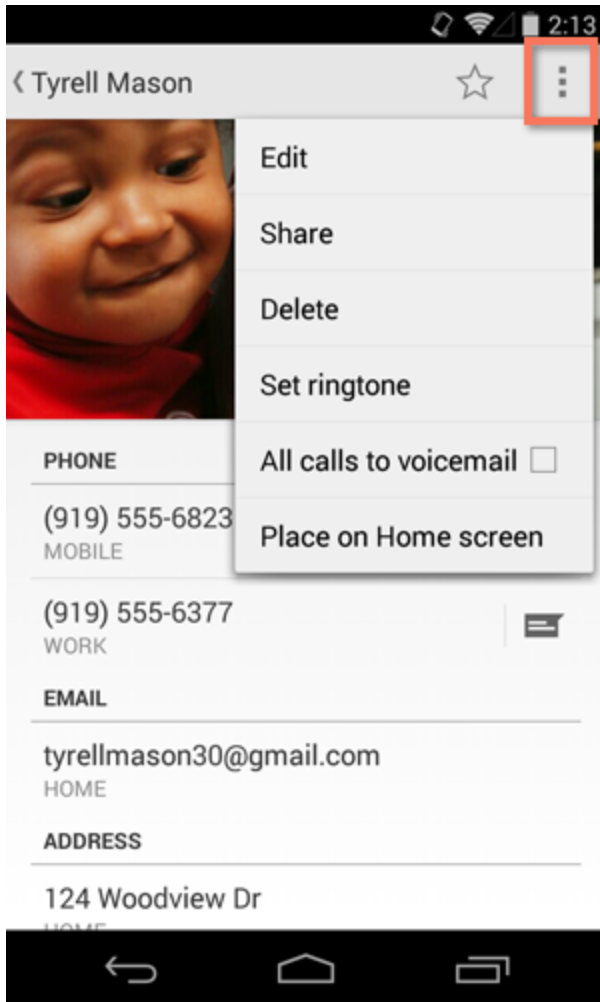 2:13
Tyrell Mason
Edit
Share
Delete
Set ringtone
All calls to voicemail
Place on Home screen
PHONE
(919) 555-6823
MOBILE
(919) 555-6377
WORK
EMAIL
tyrellmason30@gmail.com
HOME
ADDRESS
124 Woodview Dr
HOME